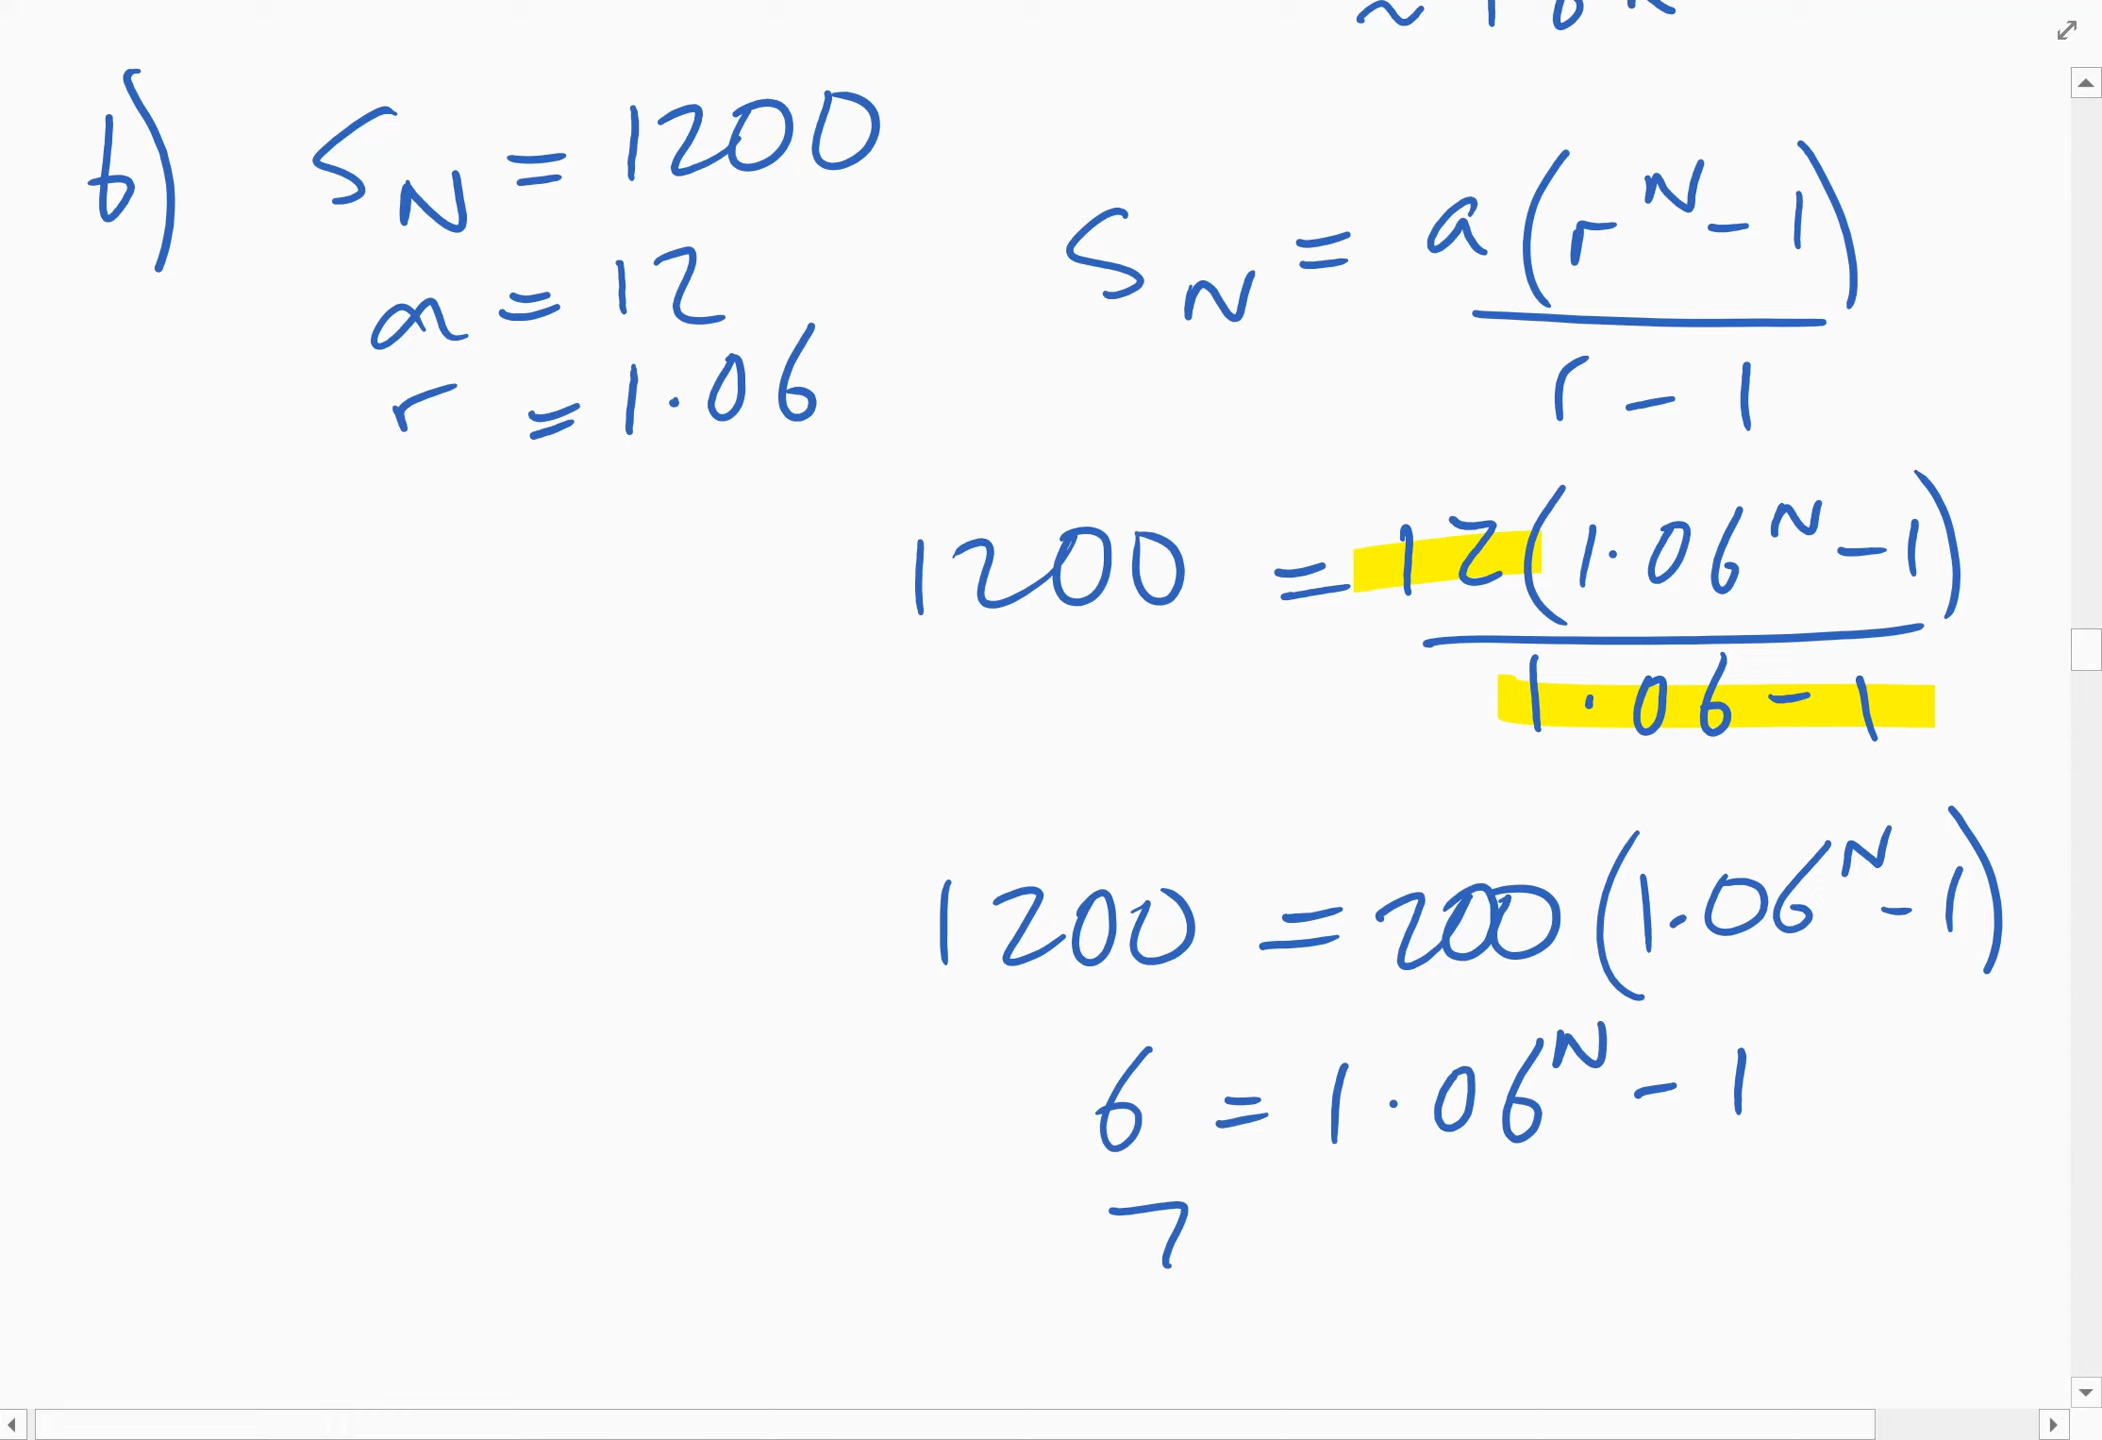 b) S_N = 1200
a = 12
r = 1.06
S_N = a(r^N - 1)
r - 1
1200 = 12(1.06^N - 1)
1.06 - 1
1200 = 200(1.06^N - 1)
6 = 1.06^N - 1
7